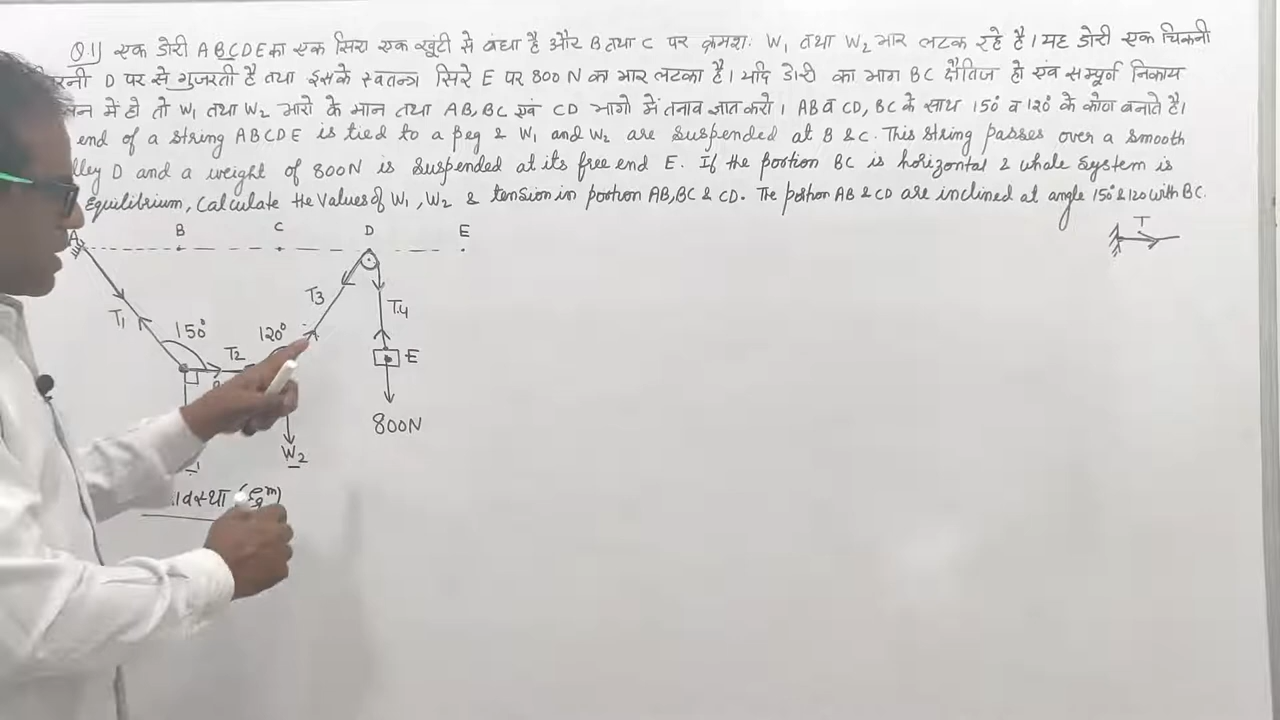 Q.1) एक डोरी ABCDE का एक सिरा एक खूंटी से बंधा है और B तथा C पर क्रमशः W1 तथा W2 भार लटक रहे है। यह डोरी एक चिकनी
D पर से गुजरती है तथा इसके स्वतन्त्र सिरे E पर 800 N का भार लटका है। यदि डोरी का भाग BC क्षैतिज हो एवं सम्पूर्ण निकाय
में हो तो W1 तथा W2 भारो के मान तथा AB, BC एवं CD भागो में तनाव ज्ञात करो। AB व CD, BC के साथ 150° व 120° के कोण बनाते है।
end of a string ABCDE is tied to a peg & W1 and W2 are suspended at B & C. This string passes over a smooth
D and a weight of 800N is suspended at its free end E. If the portion BC is horizontal & whole system is
Equilibrium, Calculate the values of W1, W2 & tension in portion AB, BC & CD. The portion AB & CD are inclined at angle 150° & 120 with BC.
A B C D E
T
T1 150° T2 120° T3 T4
E
W2 800N